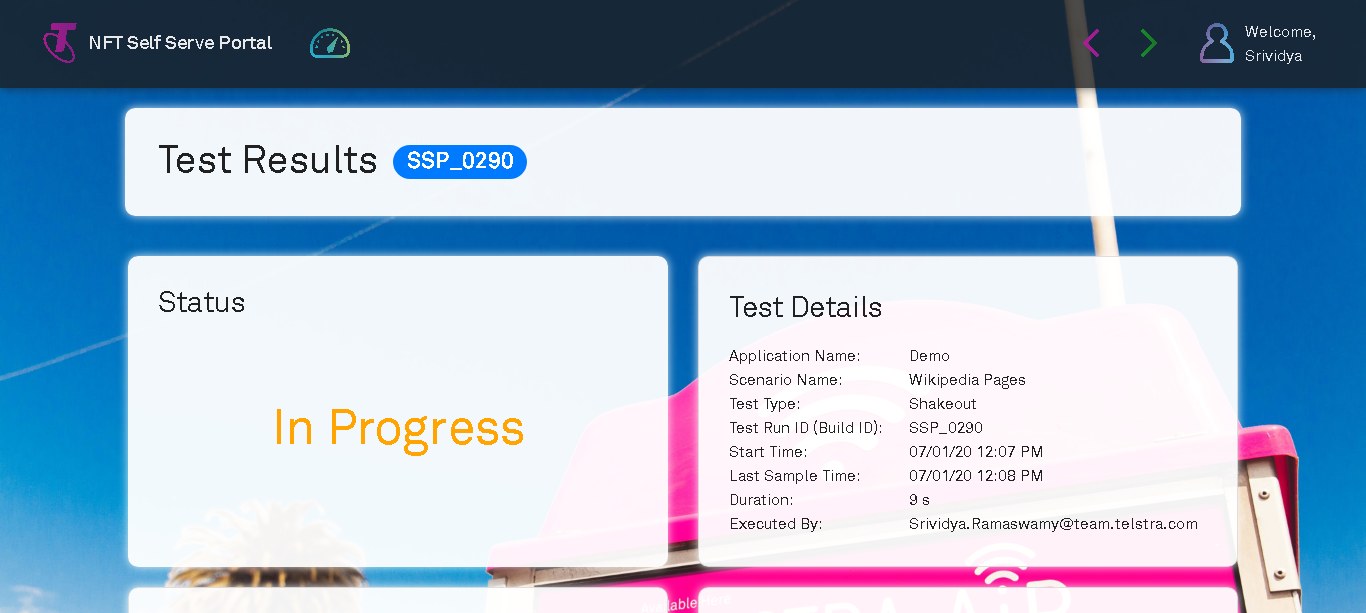 NFT Self Serve Portal
Welcome,
Srividya
Test Results SSP_0290
Status
In Progress
Test Details
Application Name: Demo
Scenario Name: Wikipedia Pages
Test Type: Shakeout
Test Run ID (Build ID): SSP_0290
Start Time: 07/01/20 12:07 PM
Last Sample Time: 07/01/20 12:08 PM
Duration: 9 s
Executed By: Srividya.Ramaswamy@team.telstra.com
Available Here